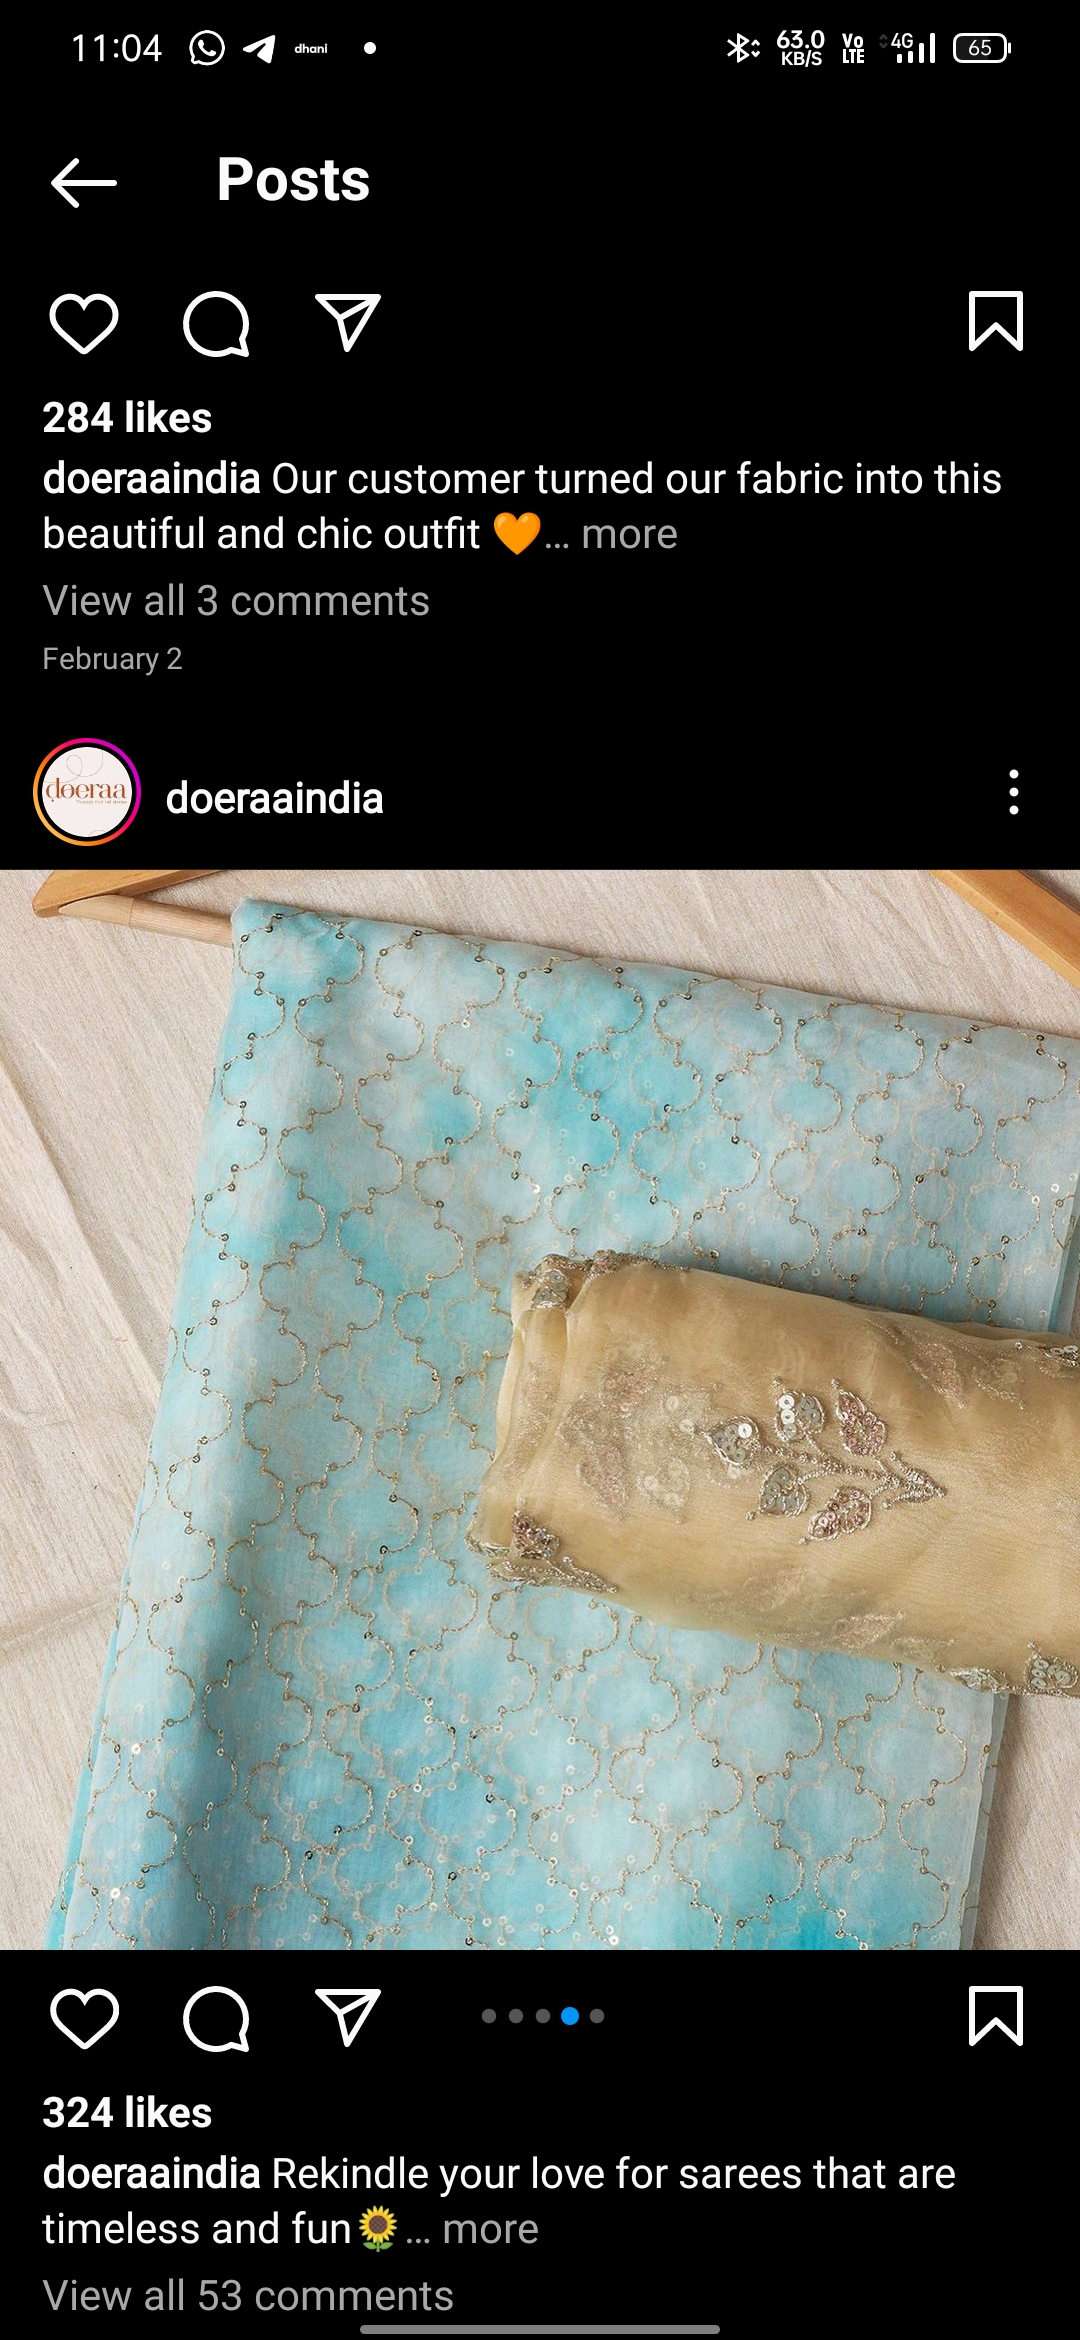 11:04 dhani 63.0 KB/S Vo LTE 4G 65
Posts
284 likes
doeraaindia Our customer turned our fabric into this
beautiful and chic outfit 🧡... more
View all 3 comments
February 2
doeraa
doeraaindia
324 likes
doeraaindia Rekindle your love for sarees that are
timeless and fun🌻... more
View all 53 comments